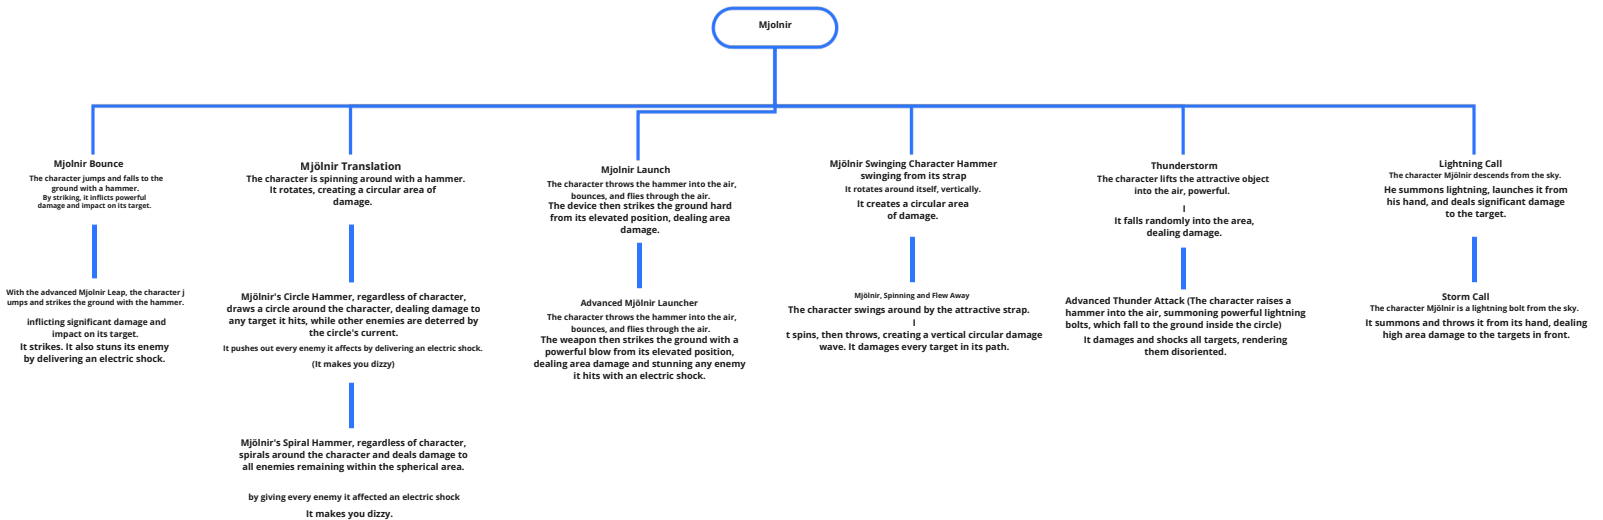 Mjolnir
Mjolnir Bounce
The character jumps and falls to the
ground with a hammer.
By striking, it inflicts powerful
damage and impact on its target.
With the advanced Mjolnir Leap, the character j
umps and strikes the ground with the hammer.
inflicting significant damage and
impact on its target.
It strikes. It also stuns its enemy
by delivering an electric shock.
Mjölnir Translation
The character is spinning around with a hammer.
It rotates, creating a circular area of
damage.
Mjölnir's Circle Hammer, regardless of character,
draws a circle around the character, dealing damage to
any target it hits, while other enemies are deterred by
the circle's current.
It pushes out every enemy it affects by delivering an electric shock.
(It makes you dizzy)
Mjölnir's Spiral Hammer, regardless of character,
spirals around the character and deals damage to
all enemies remaining within the spherical area.
by giving every enemy it affected an electric shock
It makes you dizzy.
Mjolnir Launch
The character throws the hammer into the air,
bounces, and flies through the air.
The device then strikes the ground hard
from its elevated position, dealing area
damage.
Advanced Mjölnir Launcher
The character throws the hammer into the air,
bounces, and flies through the air.
The weapon then strikes the ground with a
powerful blow from its elevated position,
dealing area damage and stunning any enemy
it hits with an electric shock.
Mjölnir Swinging Character Hammer
swinging from its strap
It rotates around itself, vertically.
It creates a circular area
of damage.
Mjölnir, Spinning and Flew Away
The character swings around by the attractive strap.
I
t spins, then throws, creating a vertical circular damage
wave. It damages every target in its path.
Thunderstorm
The character lifts the attractive object
into the air, powerful.
I
It falls randomly into the area,
dealing damage.
Advanced Thunder Attack (The character raises a
hammer into the air, summoning powerful lightning
bolts, which fall to the ground inside the circle)
It damages and shocks all targets, rendering
them disoriented.
Lightning Call
The character Mjölnir descends from the sky.
He summons lightning, launches it from
his hand, and deals significant damage
to the target.
Storm Call
The character Mjölnir is a lightning bolt from the sky.
It summons and throws it from its hand, dealing
high area damage to the targets in front.